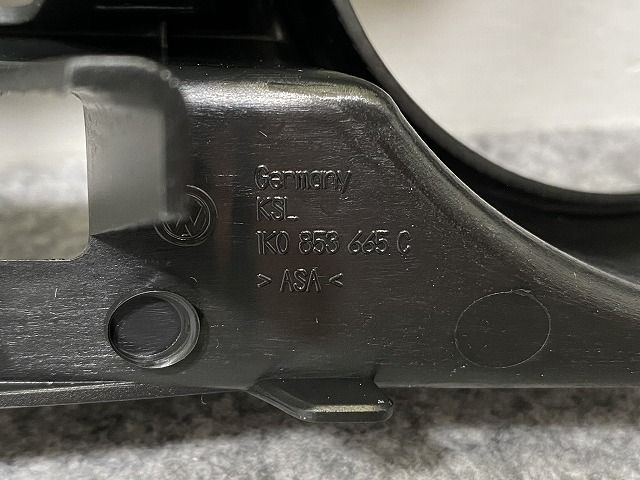 Germany
KSL
1K0 853 665 C
> ASA <